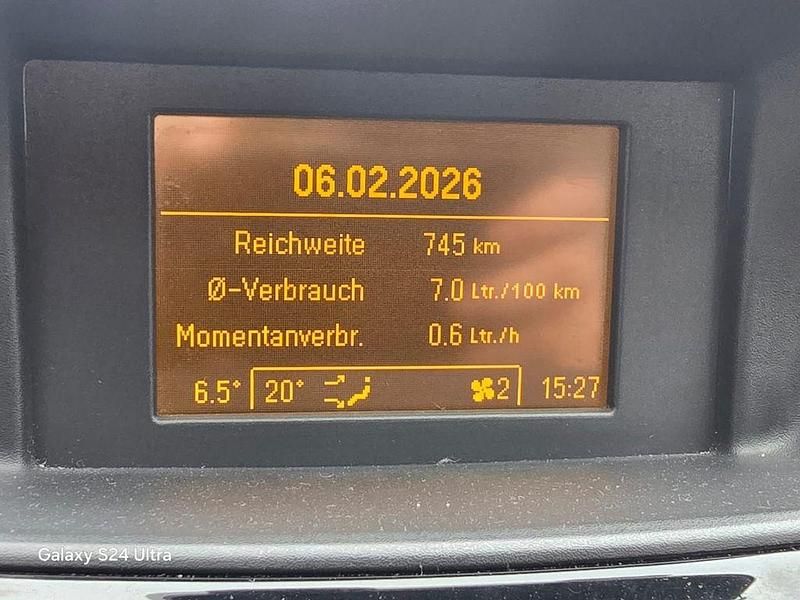 06.02.2026
Reichweite 745 km
Ø-Verbrauch 7.0 Ltr./100 km
Momentanverbr. 0.6 Ltr./h
6.5° 20° 2 15:27
Galaxy S24 Ultra